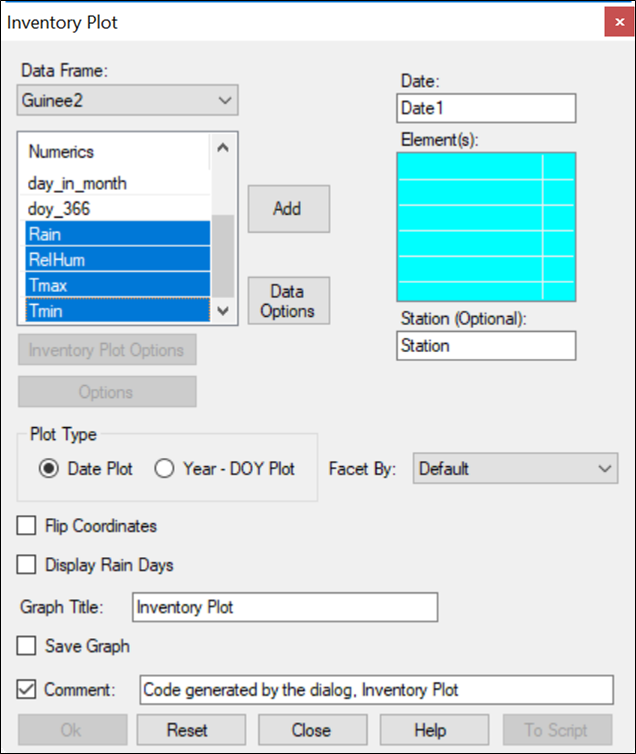 Inventory Plot
Data Frame:
Guinee2
Numerics
day_in_month
doy_366
Rain
RelHum
Tmax
Tmin
Add
Data
Options
Date:
Date1
Element(s):
Station (Optional):
Station
Inventory Plot Options
Options
Plot Type
Date Plot
Year - DOY Plot
Facet By:
Default
Flip Coordinates
Display Rain Days
Graph Title:
Inventory Plot
Save Graph
Comment:
Code generated by the dialog, Inventory Plot
Ok
Reset
Close
Help
To Script